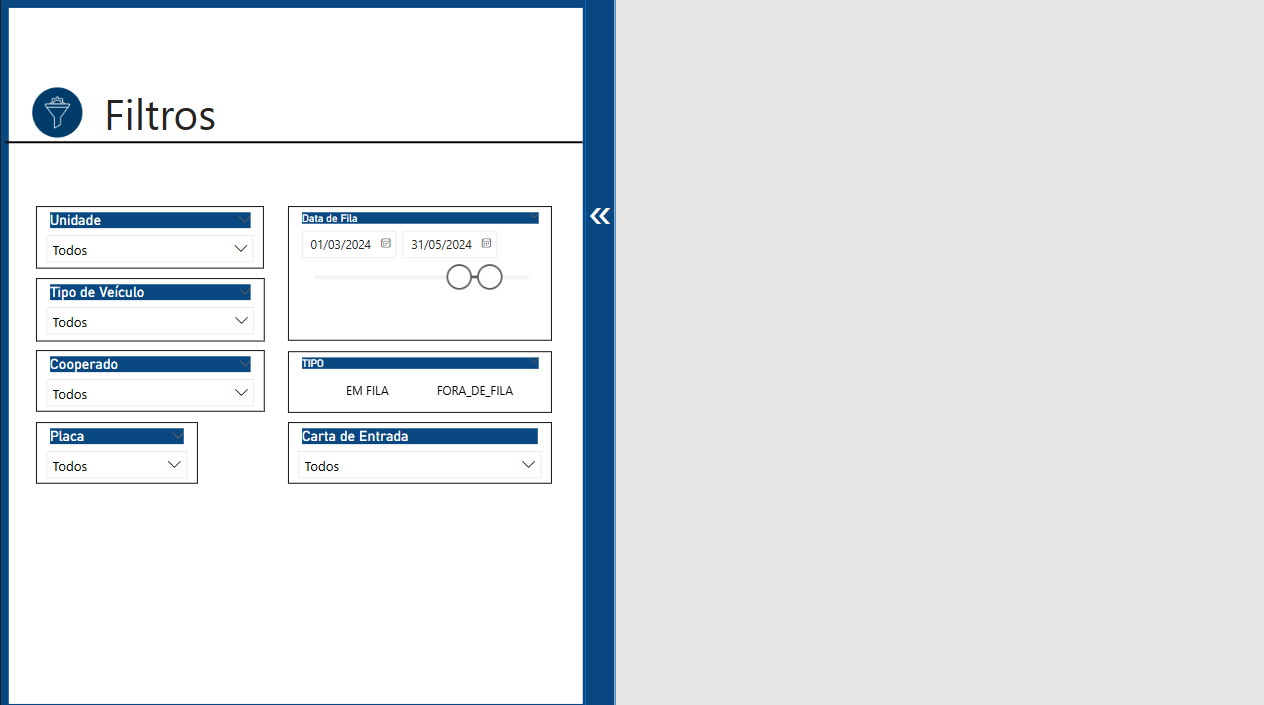 Filtros
Unidade
Todos
Tipo de Veículo
Todos
Cooperado
Todos
Placa
Todos
Data de Fila
01/03/2024 31/05/2024
TIPO
EM FILA FORA_DE_FILA
Carta de Entrada
Todos